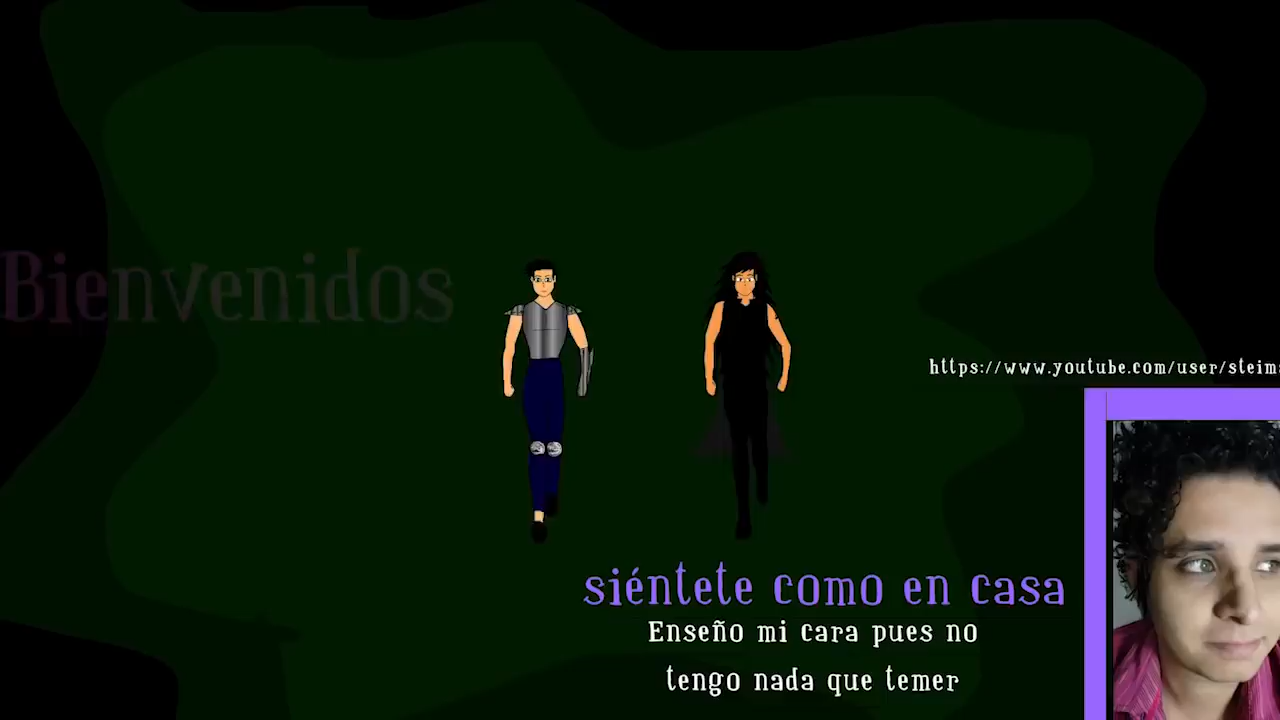 Bienvenidos
https://www.youtube.com/user/steims
siéntete como en casa
Enseño mi cara pues no
tengo nada que temer